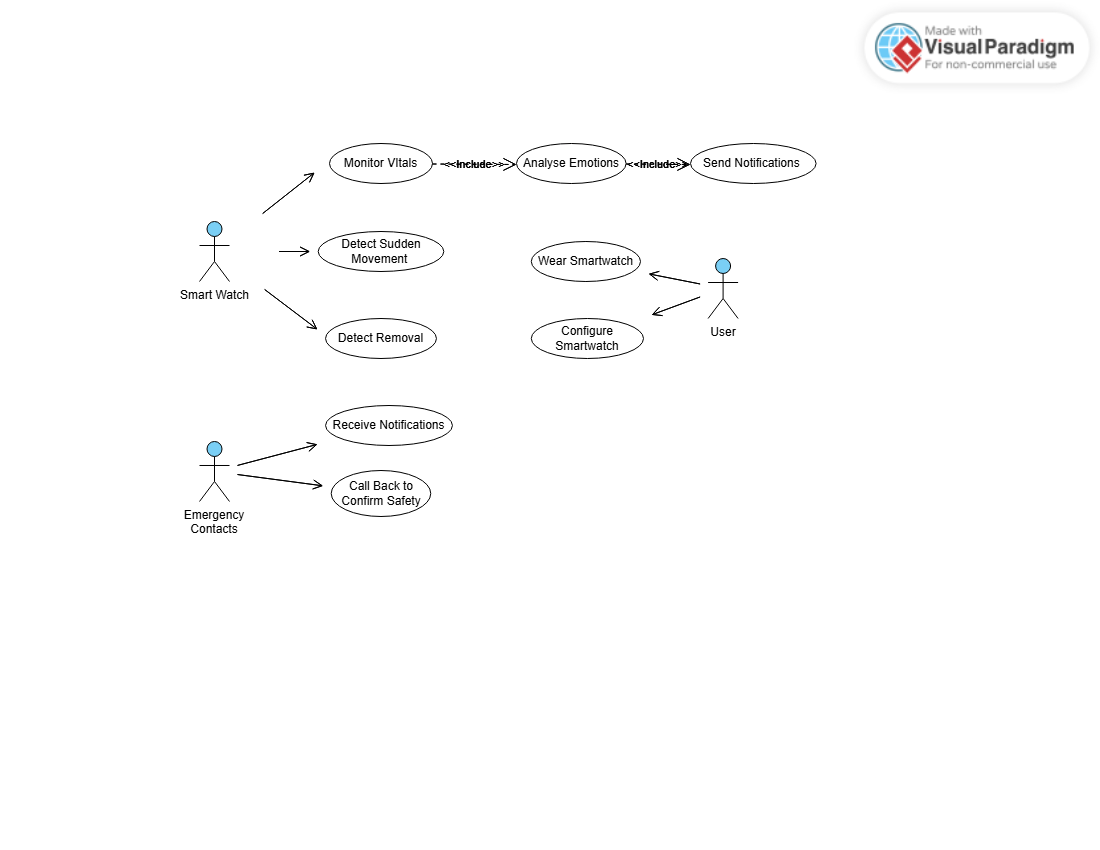 Made with
Visual Paradigm
For non-commercial use
Monitor VItals
<<Include>>
Analyse Emotions
<<Include>>
Send Notifications
Detect Sudden
Movement
Smart Watch
Wear Smartwatch
Detect Removal
Configure
Smartwatch
User
Receive Notifications
Call Back to
Confirm Safety
Emergency
Contacts